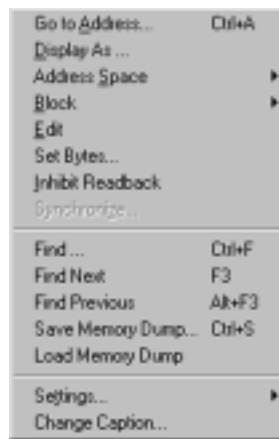 Go to Address... Ctrl+A
Display As ...
Address Space
Block
Edit
Set Bytes...
Inhibit Readback
Synchronize...
Find ... Ctrl+F
Find Next F3
Find Previous Alt+F3
Save Memory Dump... Ctrl+S
Load Memory Dump
Settings...
Change Caption...